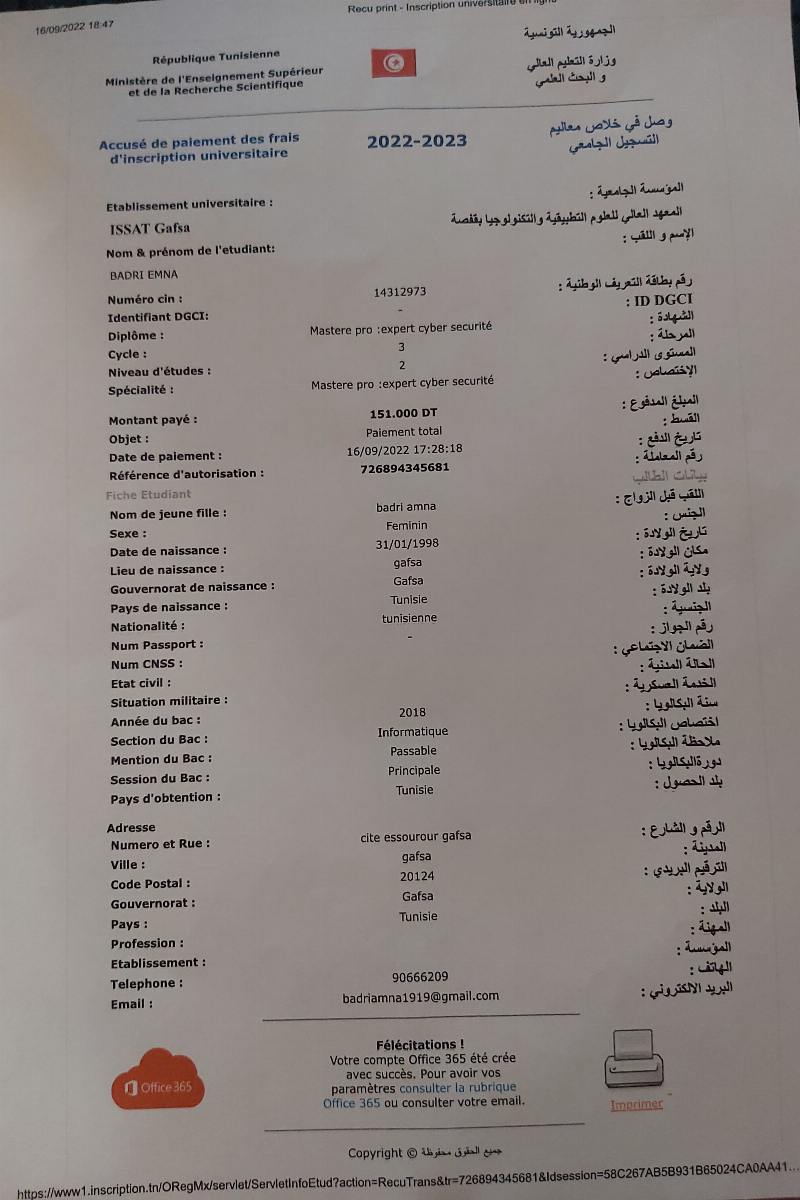 16/09/2022 18:47
Recu print - Inscription universitaire en ligne
République Tunisienne
Ministère de l'Enseignement Supérieur
et de la Recherche Scientifique
الجمهورية التونسية
وزارة التعليم العالي
و البحث العلمي
Accusé de paiement des frais
d'inscription universitaire
2022-2023
وصل في خلاص معاليم
التسجيل الجامعي
Etablissement universitaire : المؤسسة الجامعية :
ISSAT Gafsa المعهد العالي للعلوم التطبيقية والتكنولوجيا بقفصة
Nom & prénom de l'etudiant: الإسم و اللقب :
BADRI EMNA
Numéro cin : 14312973 رقم بطاقة التعريف الوطنية :
Identifiant DGCI: - ID DGCI :
Diplôme : Mastere pro :expert cyber securité الشهادة :
Cycle : 3 المرحلة :
Niveau d'études : 2 المستوى الدراسي :
Spécialité : Mastere pro :expert cyber securité الإختصاص :
Montant payé : 151.000 DT المبلغ المدفوع :
Objet : Paiement total القسط :
Date de paiement : 16/09/2022 17:28:18 تاريخ الدفع :
Référence d'autorisation : 726894345681 رقم المعاملة :
Fiche Etudiant بيانات الطالب
Nom de jeune fille : badri amna اللقب قبل الزواج :
Sexe : Feminin الجنس :
Date de naissance : 31/01/1998 تاريخ الولادة :
Lieu de naissance : gafsa مكان الولادة :
Gouvernorat de naissance : Gafsa ولاية الولادة :
Pays de naissance : Tunisie بلد الولادة :
Nationalité : tunisienne الجنسية :
Num Passport : - رقم الجواز :
Num CNSS : الضمان الاجتماعي :
Etat civil : الحالة المدنية :
Situation militaire : الخدمة العسكرية :
Année du bac : 2018 سنة البكالويا :
Section du Bac : Informatique اختصاص البكالويا :
Mention du Bac : Passable ملاحظة البكالويا :
Session du Bac : Principale دورةالبكالويا :
Pays d'obtention : Tunisie بلد الحصول :
Adresse
Numero et Rue : cite essourour gafsa الرقم و الشارع :
Ville : gafsa المدينة :
Code Postal : 20124 الترقيم البريدي :
Gouvernorat : Gafsa الولاية :
Pays : Tunisie البلد :
Profession : المهنة :
Etablissement : المؤسسة :
Telephone : 90666209 الهاتف :
Email : badriamna1919@gmail.com البريد الالكتروني :
Office 365
Félécitations !
Votre compte Office 365 été crée
avec succès. Pour avoir vos
paramètres consulter la rubrique
Office 365 ou consulter votre email.
Imprimer
Copyright © جميع الحقوق محفوظة
https://www1.inscription.tn/ORegMx/servlet/ServletInfoEtud?action=RecuTrans&tr=726894345681&Idsession=58C267AB5B931B65024CA0AA41...